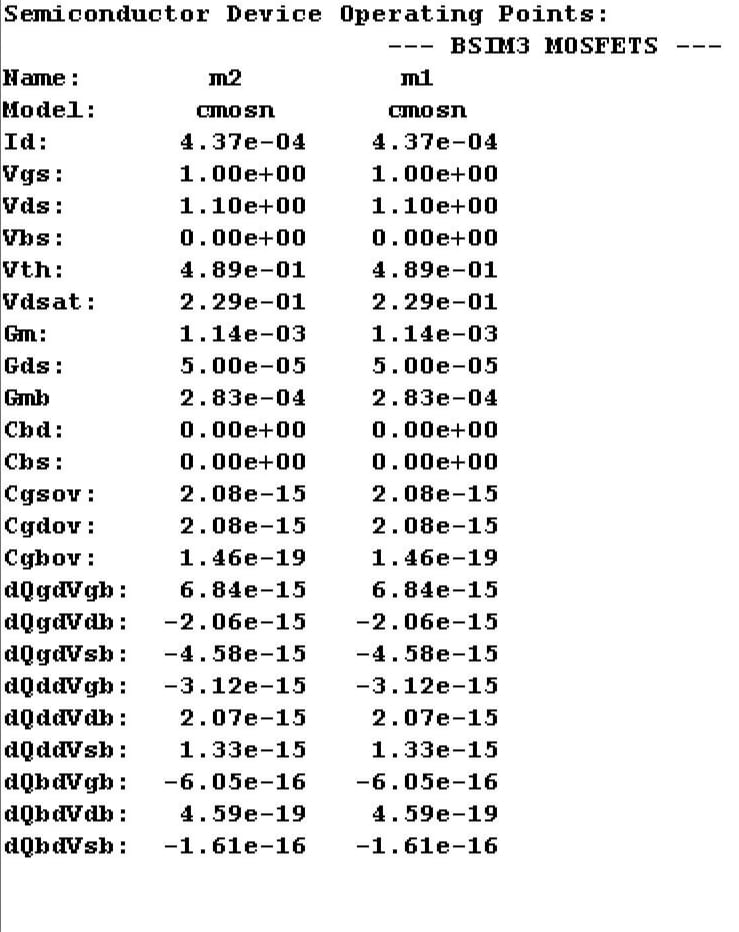 Semiconductor Device Operating Points:
--- BSIM3 MOSFETS ---
Name: m2 m1
Model: cmosn cmosn
Id: 4.37e-04 4.37e-04
Vgs: 1.00e+00 1.00e+00
Vds: 1.10e+00 1.10e+00
Vbs: 0.00e+00 0.00e+00
Vth: 4.89e-01 4.89e-01
Vdsat: 2.29e-01 2.29e-01
Gm: 1.14e-03 1.14e-03
Gds: 5.00e-05 5.00e-05
Gmb 2.83e-04 2.83e-04
Cbd: 0.00e+00 0.00e+00
Cbs: 0.00e+00 0.00e+00
Cgsov: 2.08e-15 2.08e-15
Cgdov: 2.08e-15 2.08e-15
Cgbov: 1.46e-19 1.46e-19
dQgdVgb: 6.84e-15 6.84e-15
dQgdVdb: -2.06e-15 -2.06e-15
dQgdVsb: -4.58e-15 -4.58e-15
dQddVgb: -3.12e-15 -3.12e-15
dQddVdb: 2.07e-15 2.07e-15
dQddVsb: 1.33e-15 1.33e-15
dQbdVgb: -6.05e-16 -6.05e-16
dQbdVdb: 4.59e-19 4.59e-19
dQbdVsb: -1.61e-16 -1.61e-16